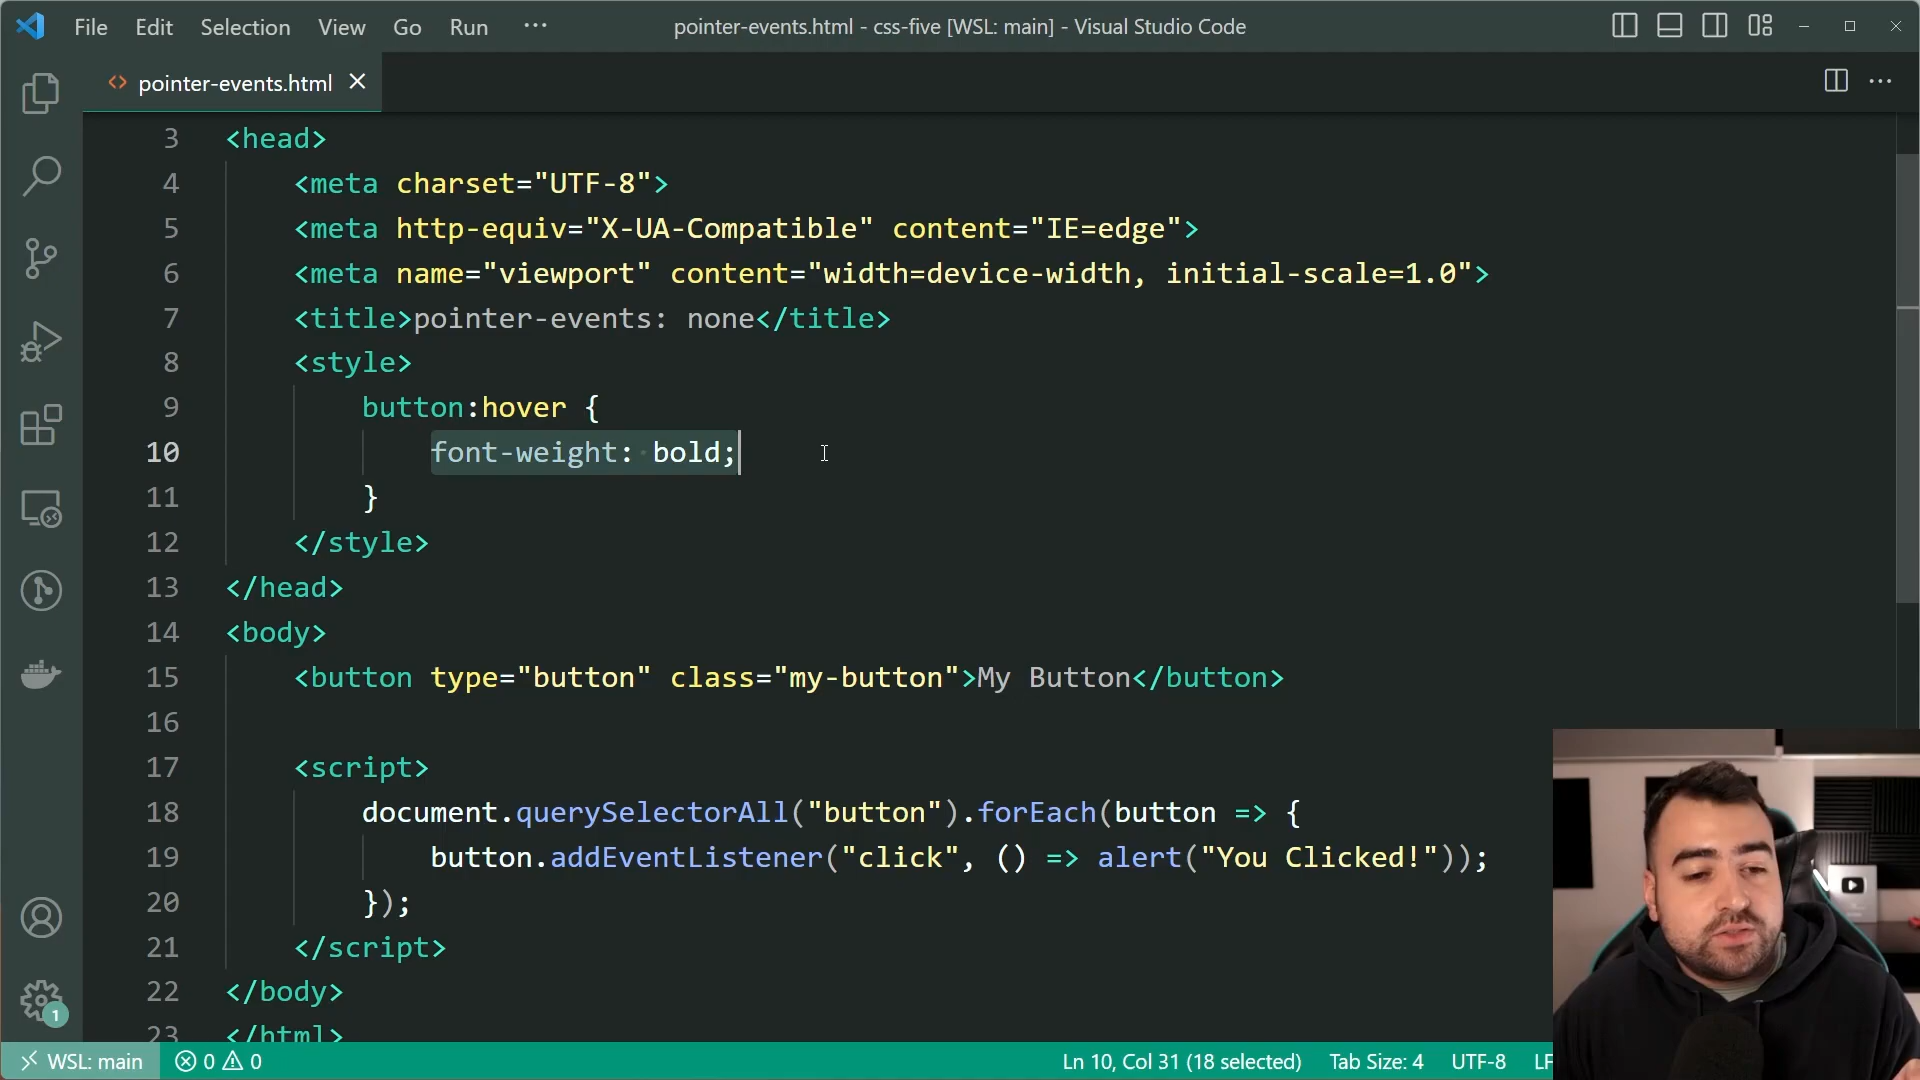 File Edit Selection View Go Run ···
pointer-events.html - css-five [WSL: main] - Visual Studio Code
pointer-events.html
3 <head>
4 <meta charset="UTF-8">
5 <meta http-equiv="X-UA-Compatible" content="IE=edge">
6 <meta name="viewport" content="width=device-width, initial-scale=1.0">
7 <title>pointer-events: none</title>
8 <style>
9 button:hover {
10 font-weight: bold;
11 }
12 </style>
13 </head>
14 <body>
15 <button type="button" class="my-button">My Button</button>
16
17 <script>
18 document.querySelectorAll("button").forEach(button => {
19 button.addEventListener("click", () => alert("You Clicked!"));
20 });
21 </script>
22 </body>
23 </html>
1
WSL: main 0 0 Ln 10, Col 31 (18 selected) Tab Size: 4 UTF-8 LF